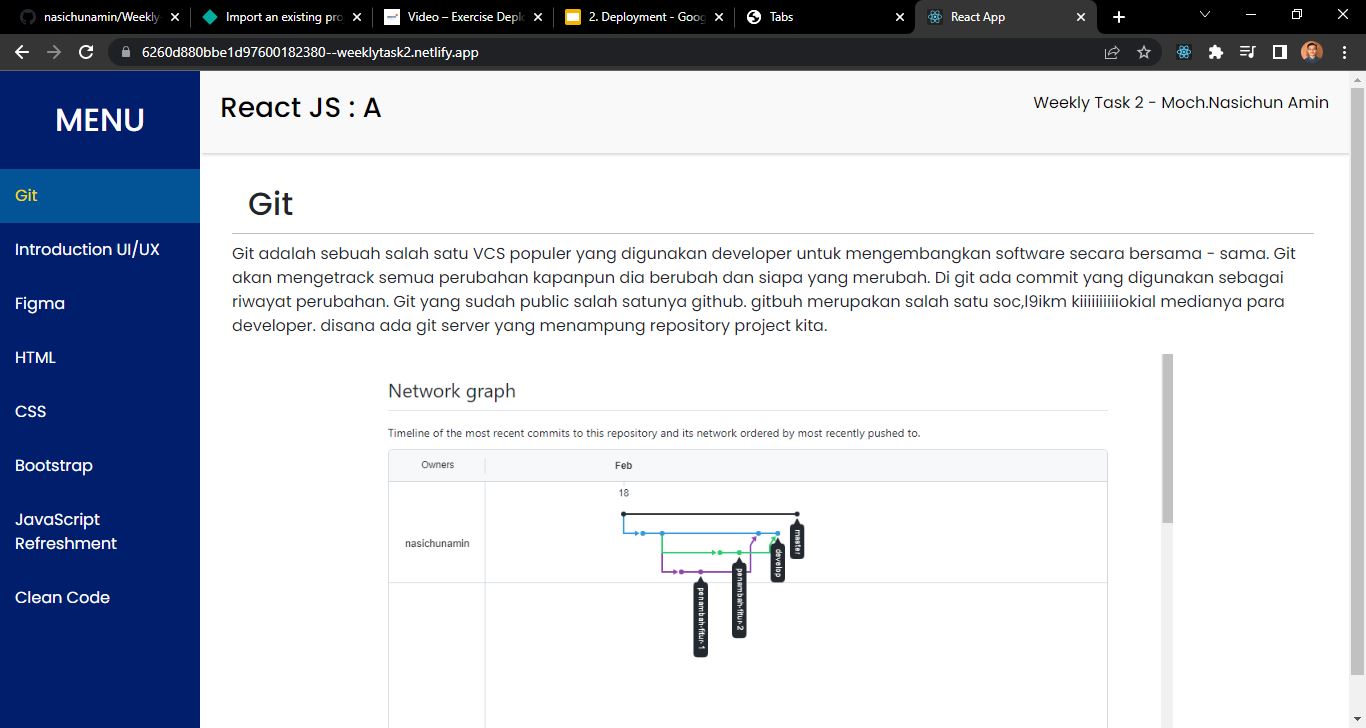 nasichunamin/Weekly
Import an existing pro
Video – Exercise Depl
2. Deployment - Goog
Tabs
React App
6260d880bbe1d97600182380--weeklytask2.netlify.app
MENU
Git
Introduction UI/UX
Figma
HTML
CSS
Bootstrap
JavaScript
Refreshment
Clean Code
React JS : A
Weekly Task 2 - Moch.Nasichun Amin
Git
Git adalah sebuah salah satu VCS populer yang digunakan developer untuk mengembangkan software secara bersama - sama. Git
akan mengetrack semua perubahan kapanpun dia berubah dan siapa yang merubah. Di git ada commit yang digunakan sebagai
riwayat perubahan. Git yang sudah public salah satunya github. gitbuh merupakan salah satu soc,l9ikm kiiiiiiiiiiokial medianya para
developer. disana ada git server yang menampung repository project kita.
Network graph
Timeline of the most recent commits to this repository and its network ordered by most recently pushed to.
Owners
Feb
18
nasichunamin
master
develop
penambah-fitur-2
penambah-fitur-1